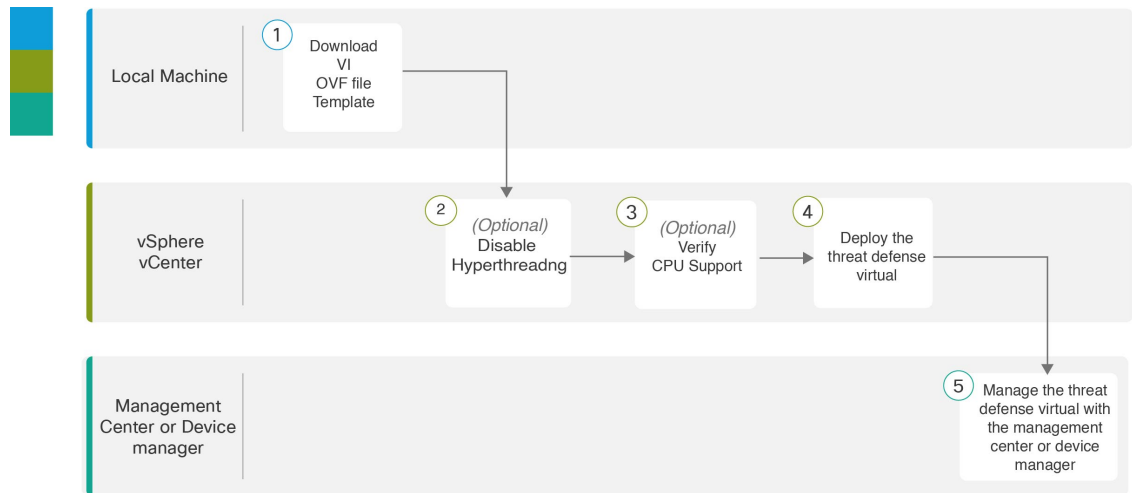 Local Machine
1
Download
VI
OVF file
Template
vSphere
vCenter
2
(Optional)
Disable
Hyperthreadng
3
(Optional)
Verify
CPU Support
4
Deploy the
threat defense
virtual
Management
Center or Device
manager
5
Manage the threat
defense virtual with
the management
center or device
manager